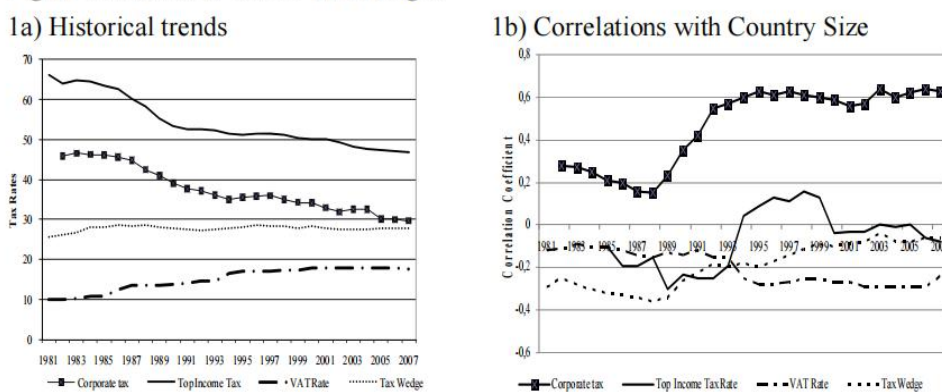 1a) Historical trends
70
60
50
40
30
20
10
0
Tax Rates
1981 1983 1985 1987 1989 1991 1993 1995 1997 1999 2001 2003 2005 2007
Corporate tax Top Income Tax VAT Rate Tax Wedge
1b) Correlations with Country Size
0,8
0,6
0,4
0,2
0
-0,2
-0,4
-0,6
Correlation Coefficient
1981 1983 1985 1987 1989 1991 1993 1995 1997 1999 2001 2003 2005
Corporate tax Top Income Tax Rate VAT Rate Tax Wedge